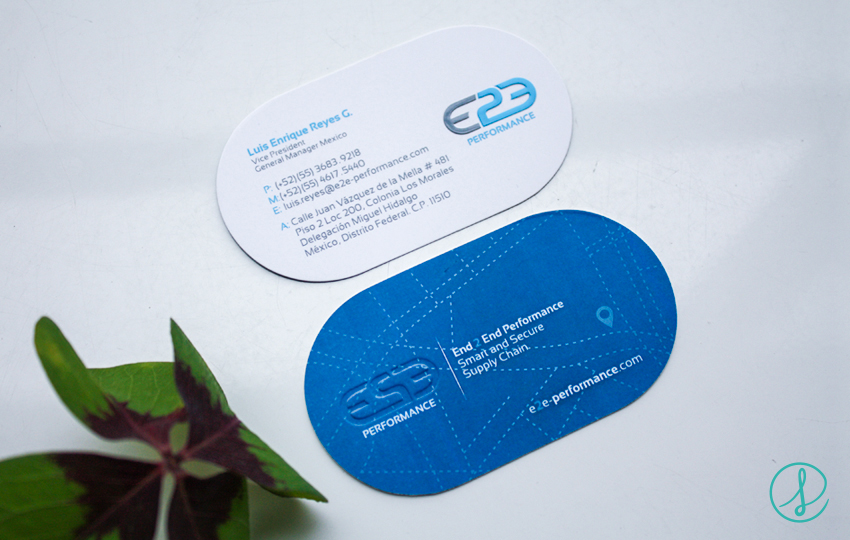 Luis Enrique Reyes G.
Vice President
General Manager Mexico
P: (+52)(55) 3683 9218
M:(+52)(55) 4617 5440
E: luis.reyes@e2e-performance.com
A: Calle Juan Vázquez de la Mella # 481
Piso 2 Loc 200, Colonia Los Morales
Delegación Miguel Hidalgo
México, Distrito Federal. C.P 11510
E2E
PERFORMANCE
E2E
PERFORMANCE
End 2 End Performance
Smart and Secure
Supply Chain.
e2e-performance.com